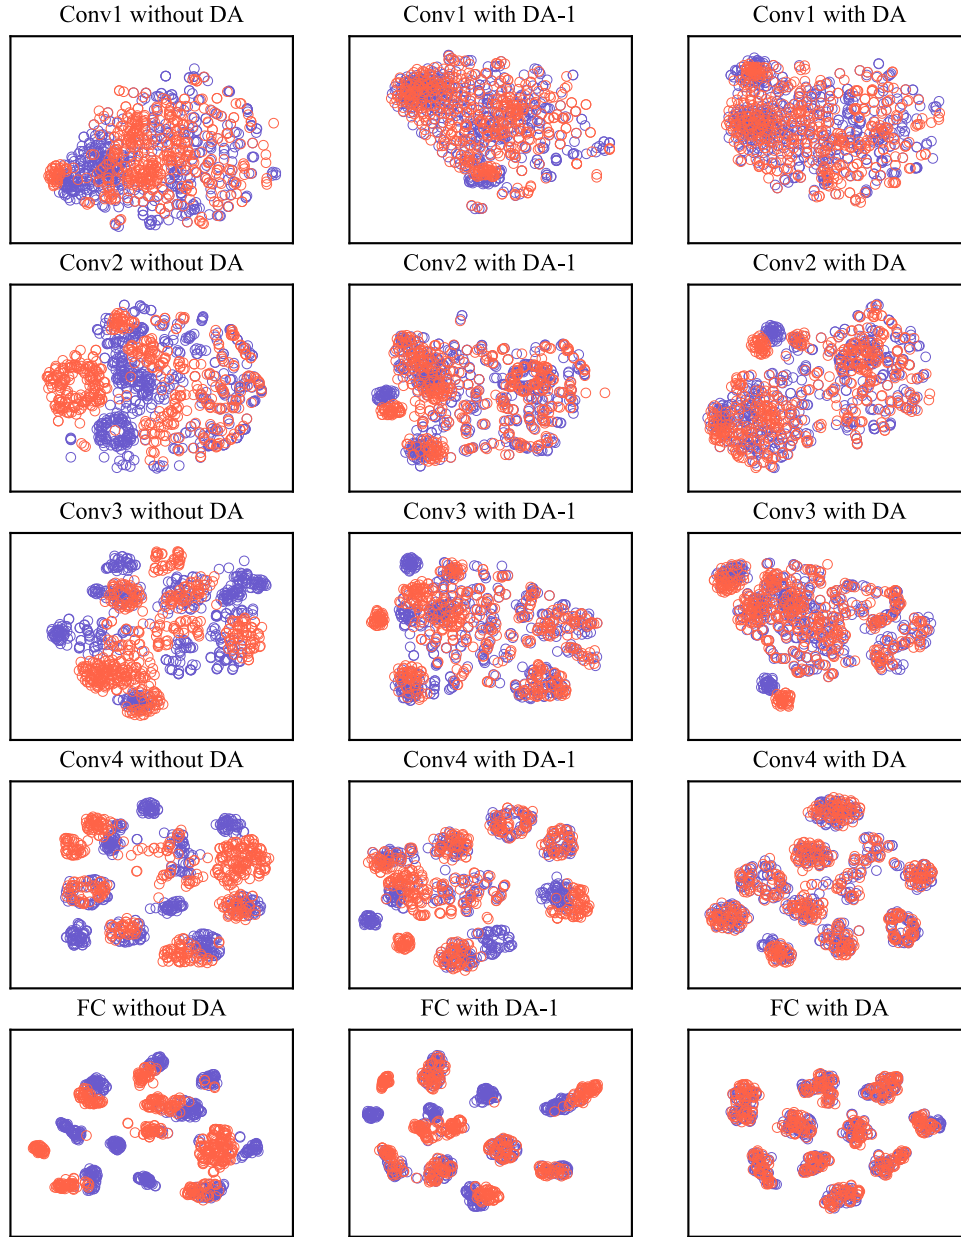 Conv1 without DA
Conv1 with DA-1
Conv1 with DA
Conv2 without DA
Conv2 with DA-1
Conv2 with DA
Conv3 without DA
Conv3 with DA-1
Conv3 with DA
Conv4 without DA
Conv4 with DA-1
Conv4 with DA
FC without DA
FC with DA-1
FC with DA